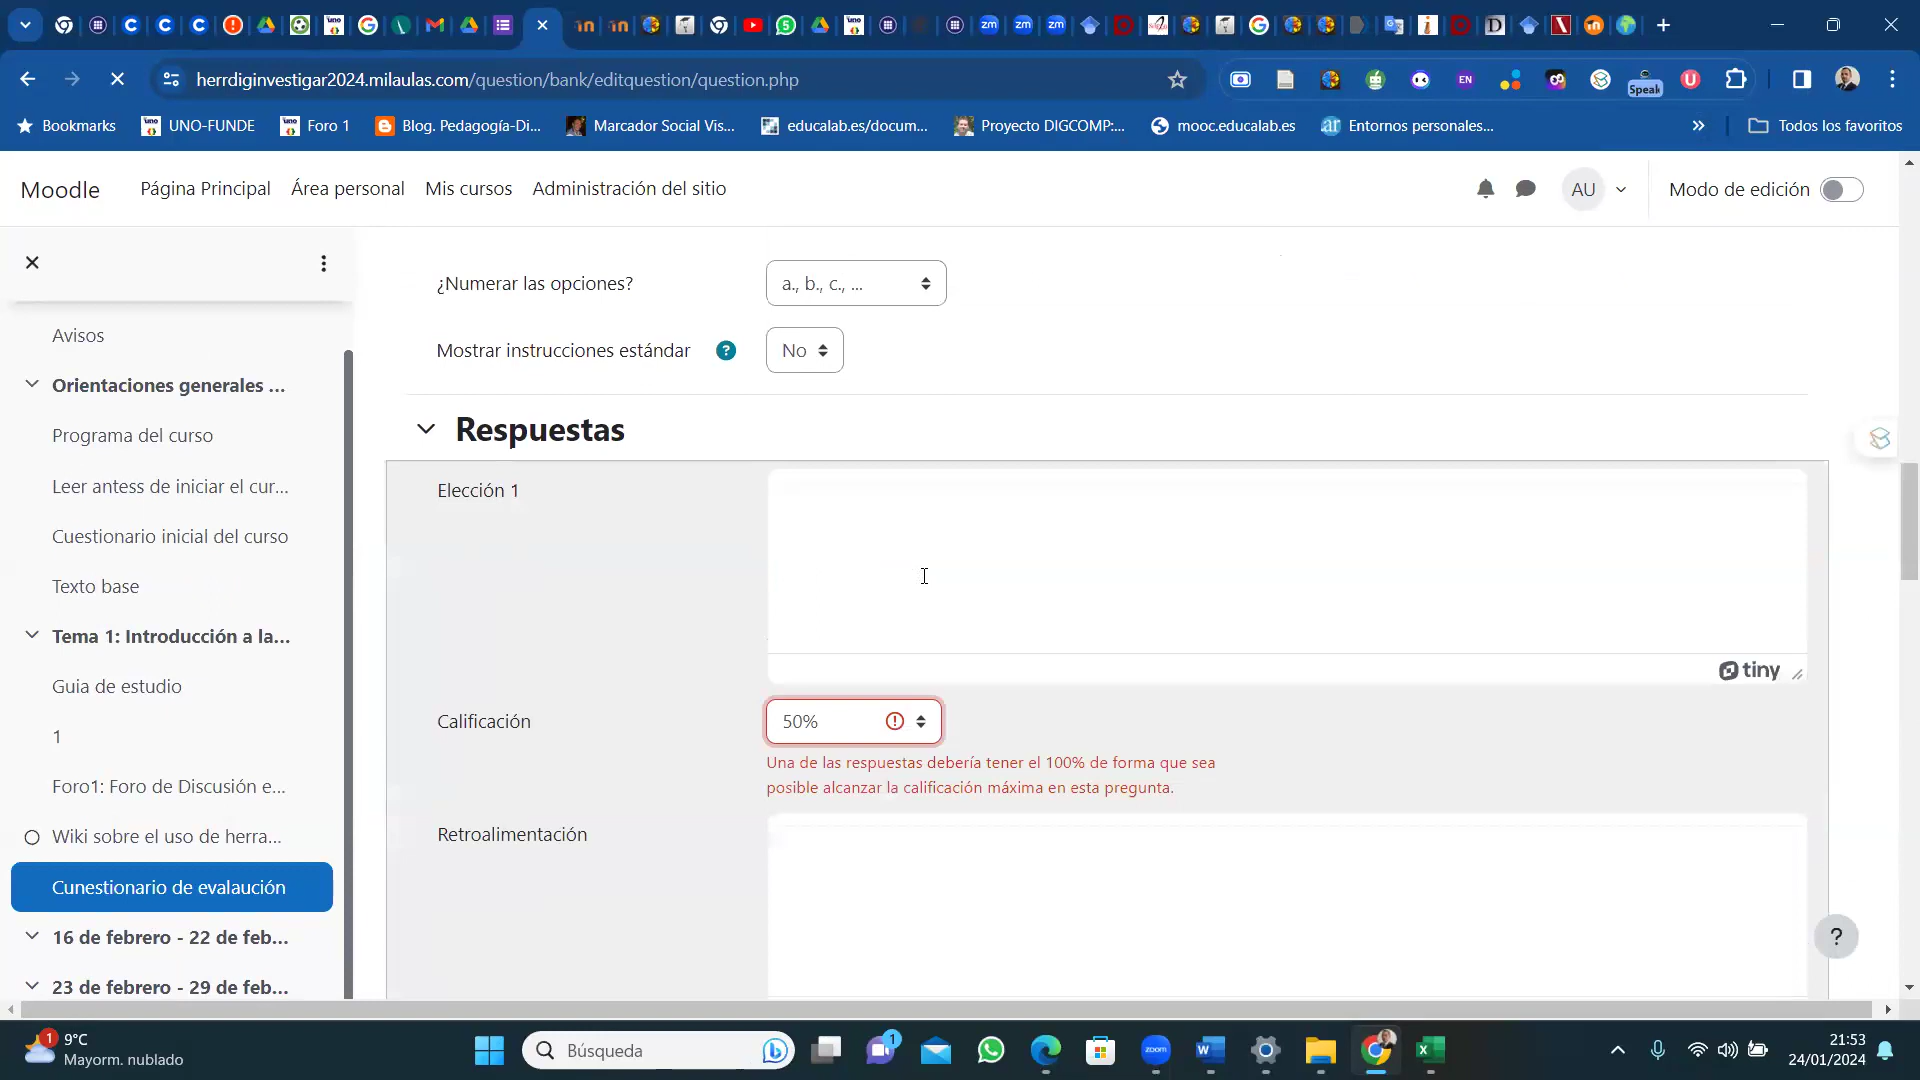 herrdiginvestigar2024.milaulas.com/question/bank/editquestion/question.php
EN
Speak
Bookmarks
UNO-FUNDE
Foro 1
Blog. Pedagogía-Di...
Marcador Social Vis...
educalab.es/docum...
Proyecto DIGCOMP:...
mooc.educalab.es
Entornos personales...
Todos los favoritos
Moodle
Página Principal
Área personal
Mis cursos
Administración del sitio
AU
Modo de edición
Avisos
Orientaciones generales ...
Programa del curso
Leer antess de iniciar el cur...
Cuestionario inicial del curso
Texto base
Tema 1: Introducción a la...
Guia de estudio
1
Foro1: Foro de Discusión e...
Wiki sobre el uso de herra...
Cunestionario de evalaución
16 de febrero - 22 de feb...
23 de febrero - 29 de feb...
¿Numerar las opciones?
a., b., c., ...
Mostrar instrucciones estándar
?
No
Respuestas
Elección 1
tiny
Calificación
50%
Una de las respuestas debería tener el 100% de forma que sea
posible alcanzar la calificación máxima en esta pregunta.
Retroalimentación
?
1
9°C
Mayorm. nublado
Búsqueda
1
zoom
21:53
24/01/2024